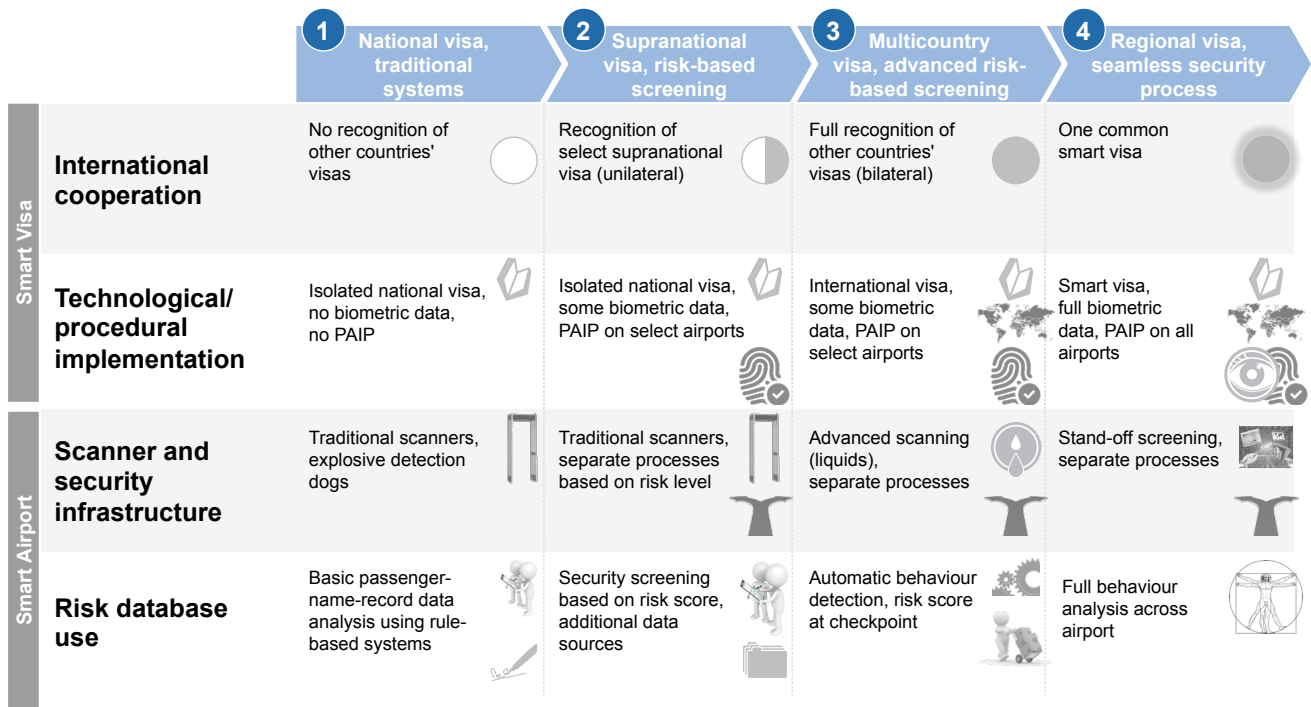 1
National visa,
traditional
systems
2
Supranational
visa, risk-based
screening
3
Multicountry
visa, advanced risk-
based screening
4
Regional visa,
seamless security
process
Smart Visa
International
cooperation
No recognition of
other countries'
visas
Recognition of
select supranational
visa (unilateral)
Full recognition of
other countries'
visas (bilateral)
One common
smart visa
Technological/
procedural
implementation
Isolated national visa,
no biometric data,
no PAIP
Isolated national visa,
some biometric data,
PAIP on select airports
International visa,
some biometric
data, PAIP on
select airports
Smart visa,
full biometric
data, PAIP on all
airports
Smart Airport
Scanner and
security
infrastructure
Traditional scanners,
explosive detection
dogs
Traditional scanners,
separate processes
based on risk level
Advanced scanning
(liquids),
separate processes
Stand-off screening,
separate processes
Risk database
use
Basic passenger-
name-record data
analysis using rule-
based systems
Security screening
based on risk score,
additional data
sources
Automatic behaviour
detection, risk score
at checkpoint
Full behaviour
analysis across
airport